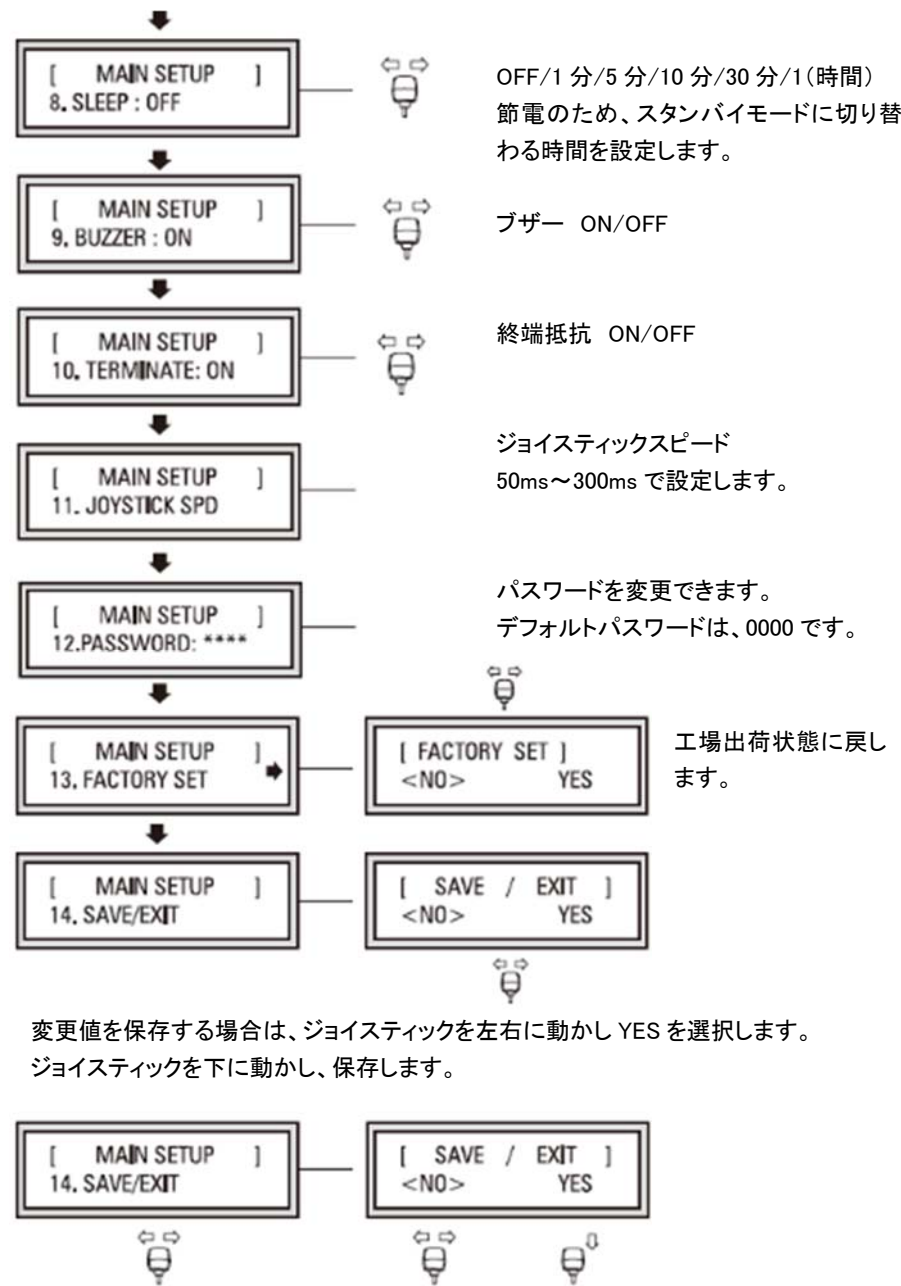 [ MAIN SETUP ]
8. SLEEP : OFF
OFF/1 分/5 分/10 分/30 分/1(時間)
節電のため、スタンバイモードに切り替
わる時間を設定します。
[ MAIN SETUP ]
9. BUZZER : ON
ブザー ON/OFF
[ MAIN SETUP ]
10. TERMINATE: ON
終端抵抗 ON/OFF
[ MAIN SETUP ]
11. JOYSTICK SPD
ジョイスティックスピード
50ms～300ms で設定します。
[ MAIN SETUP ]
12.PASSWORD: ****
パスワードを変更できます。
デフォルトパスワードは、0000 です。
[ MAIN SETUP ]
13. FACTORY SET
[ FACTORY SET ]
<NO> YES
工場出荷状態に戻し
ます。
[ MAIN SETUP ]
14. SAVE/EXIT
[ SAVE / EXIT ]
<NO> YES
変更値を保存する場合は、ジョイスティックを左右に動かし YES を選択します。
ジョイスティックを下に動かし、保存します。
[ MAIN SETUP ]
14. SAVE/EXIT
[ SAVE / EXIT ]
<NO> YES